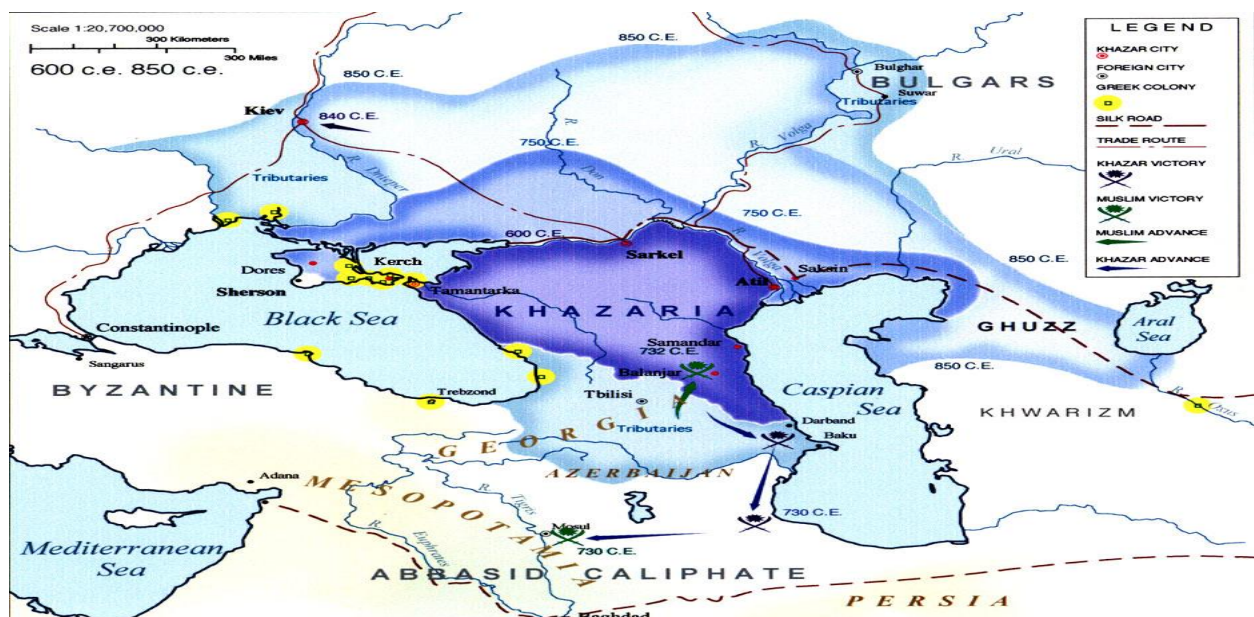 Scale 1:20,700,000
300 Kilometers
300 Miles
600 C.E. 850 C.E.
LEGEND
KHAZAR CITY
FOREIGN CITY
GREEK COLONY
SILK ROAD
TRADE ROUTE
KHAZAR VICTORY
MUSLIM VICTORY
MUSLIM ADVANCE
KHAZAR ADVANCE
850 C.E.
850 C.E.
Bulghar
BULGARS
Suwar
Tributaries
Kiev
840 C.E.
R. Dnieper
R. Don
R. Volga
R. Ural
750 C.E.
Tributaries
750 C.E.
600 C.E.
Sarkel
R. Volga
Saksin
Atil
850 C.E.
Dores
Kerch
Sherson
Tamantarka
KHAZARIA
Black Sea
Constantinople
Sangarus
GHUZZ
Aral
Sea
Samandar
732 C.E.
Balanjar
850 C.E.
BYZANTINE
Trebzond
Tbilisi
Caspian
Sea
KHWARIZM
R. Oxus
GEORGIA
Tributaries
Darband
Baku
AZERBAIJAN
Adana
MESOPOTAMIA
R. Tigris
R. Euphrates
Mosul
730 C.E.
730 C.E.
Mediterranean
Sea
ABBASID CALIPHATE
PERSIA
Baghdad